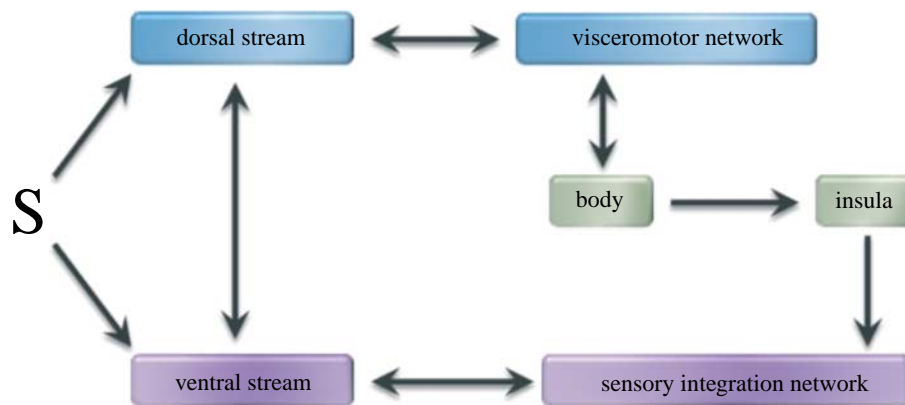 dorsal stream
visceromotor network
S
body
insula
ventral stream
sensory integration network